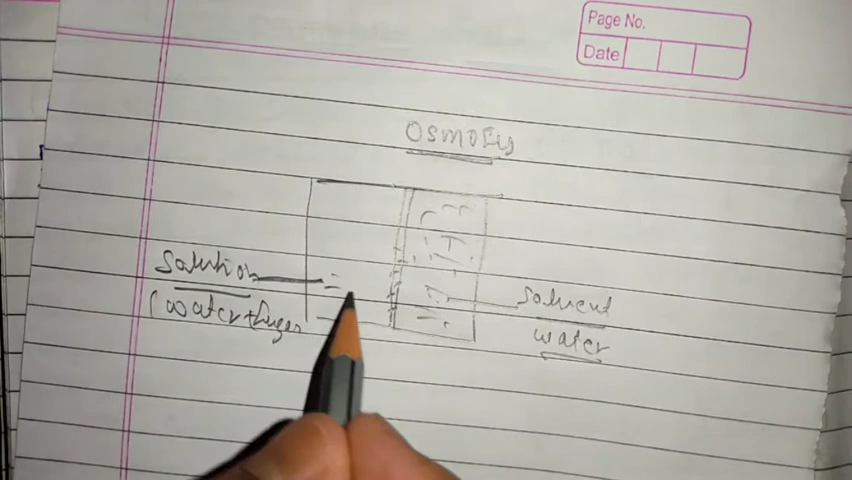 Page No.
Date
Osmosis
Solution
(water + sugar
Solvent
water